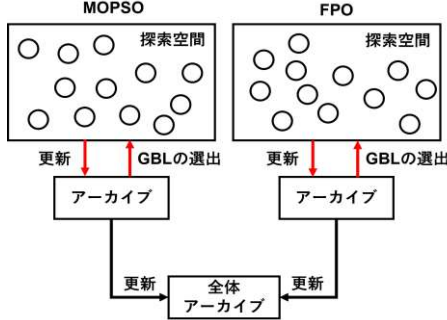 MOPSO
FPO
探索空間
探索空間
更新
GBLの選出
更新
GBLの選出
アーカイブ
アーカイブ
更新
全体
アーカイブ
更新